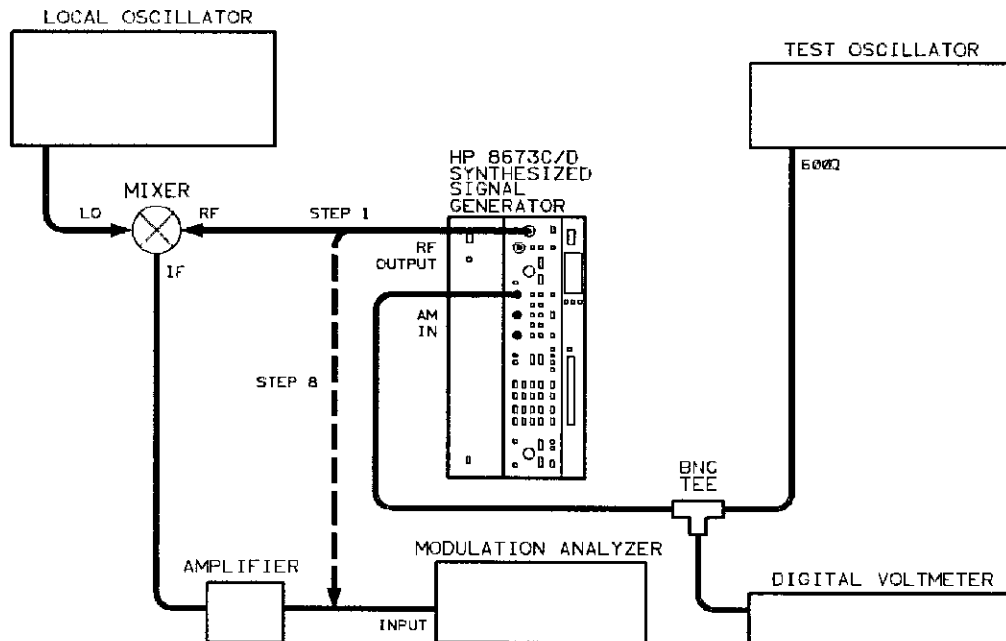 LOCAL OSCILLATOR
TEST OSCILLATOR
HP 8673C/D
SYNTHESIZED
SIGNAL
GENERATOR
600Ω
MIXER
LO
RF
STEP 1
RF
OUTPUT
IF
AM
IN
STEP 8
BNC
TEE
AMPLIFIER
MODULATION ANALYZER
DIGITAL VOLTMETER
INPUT